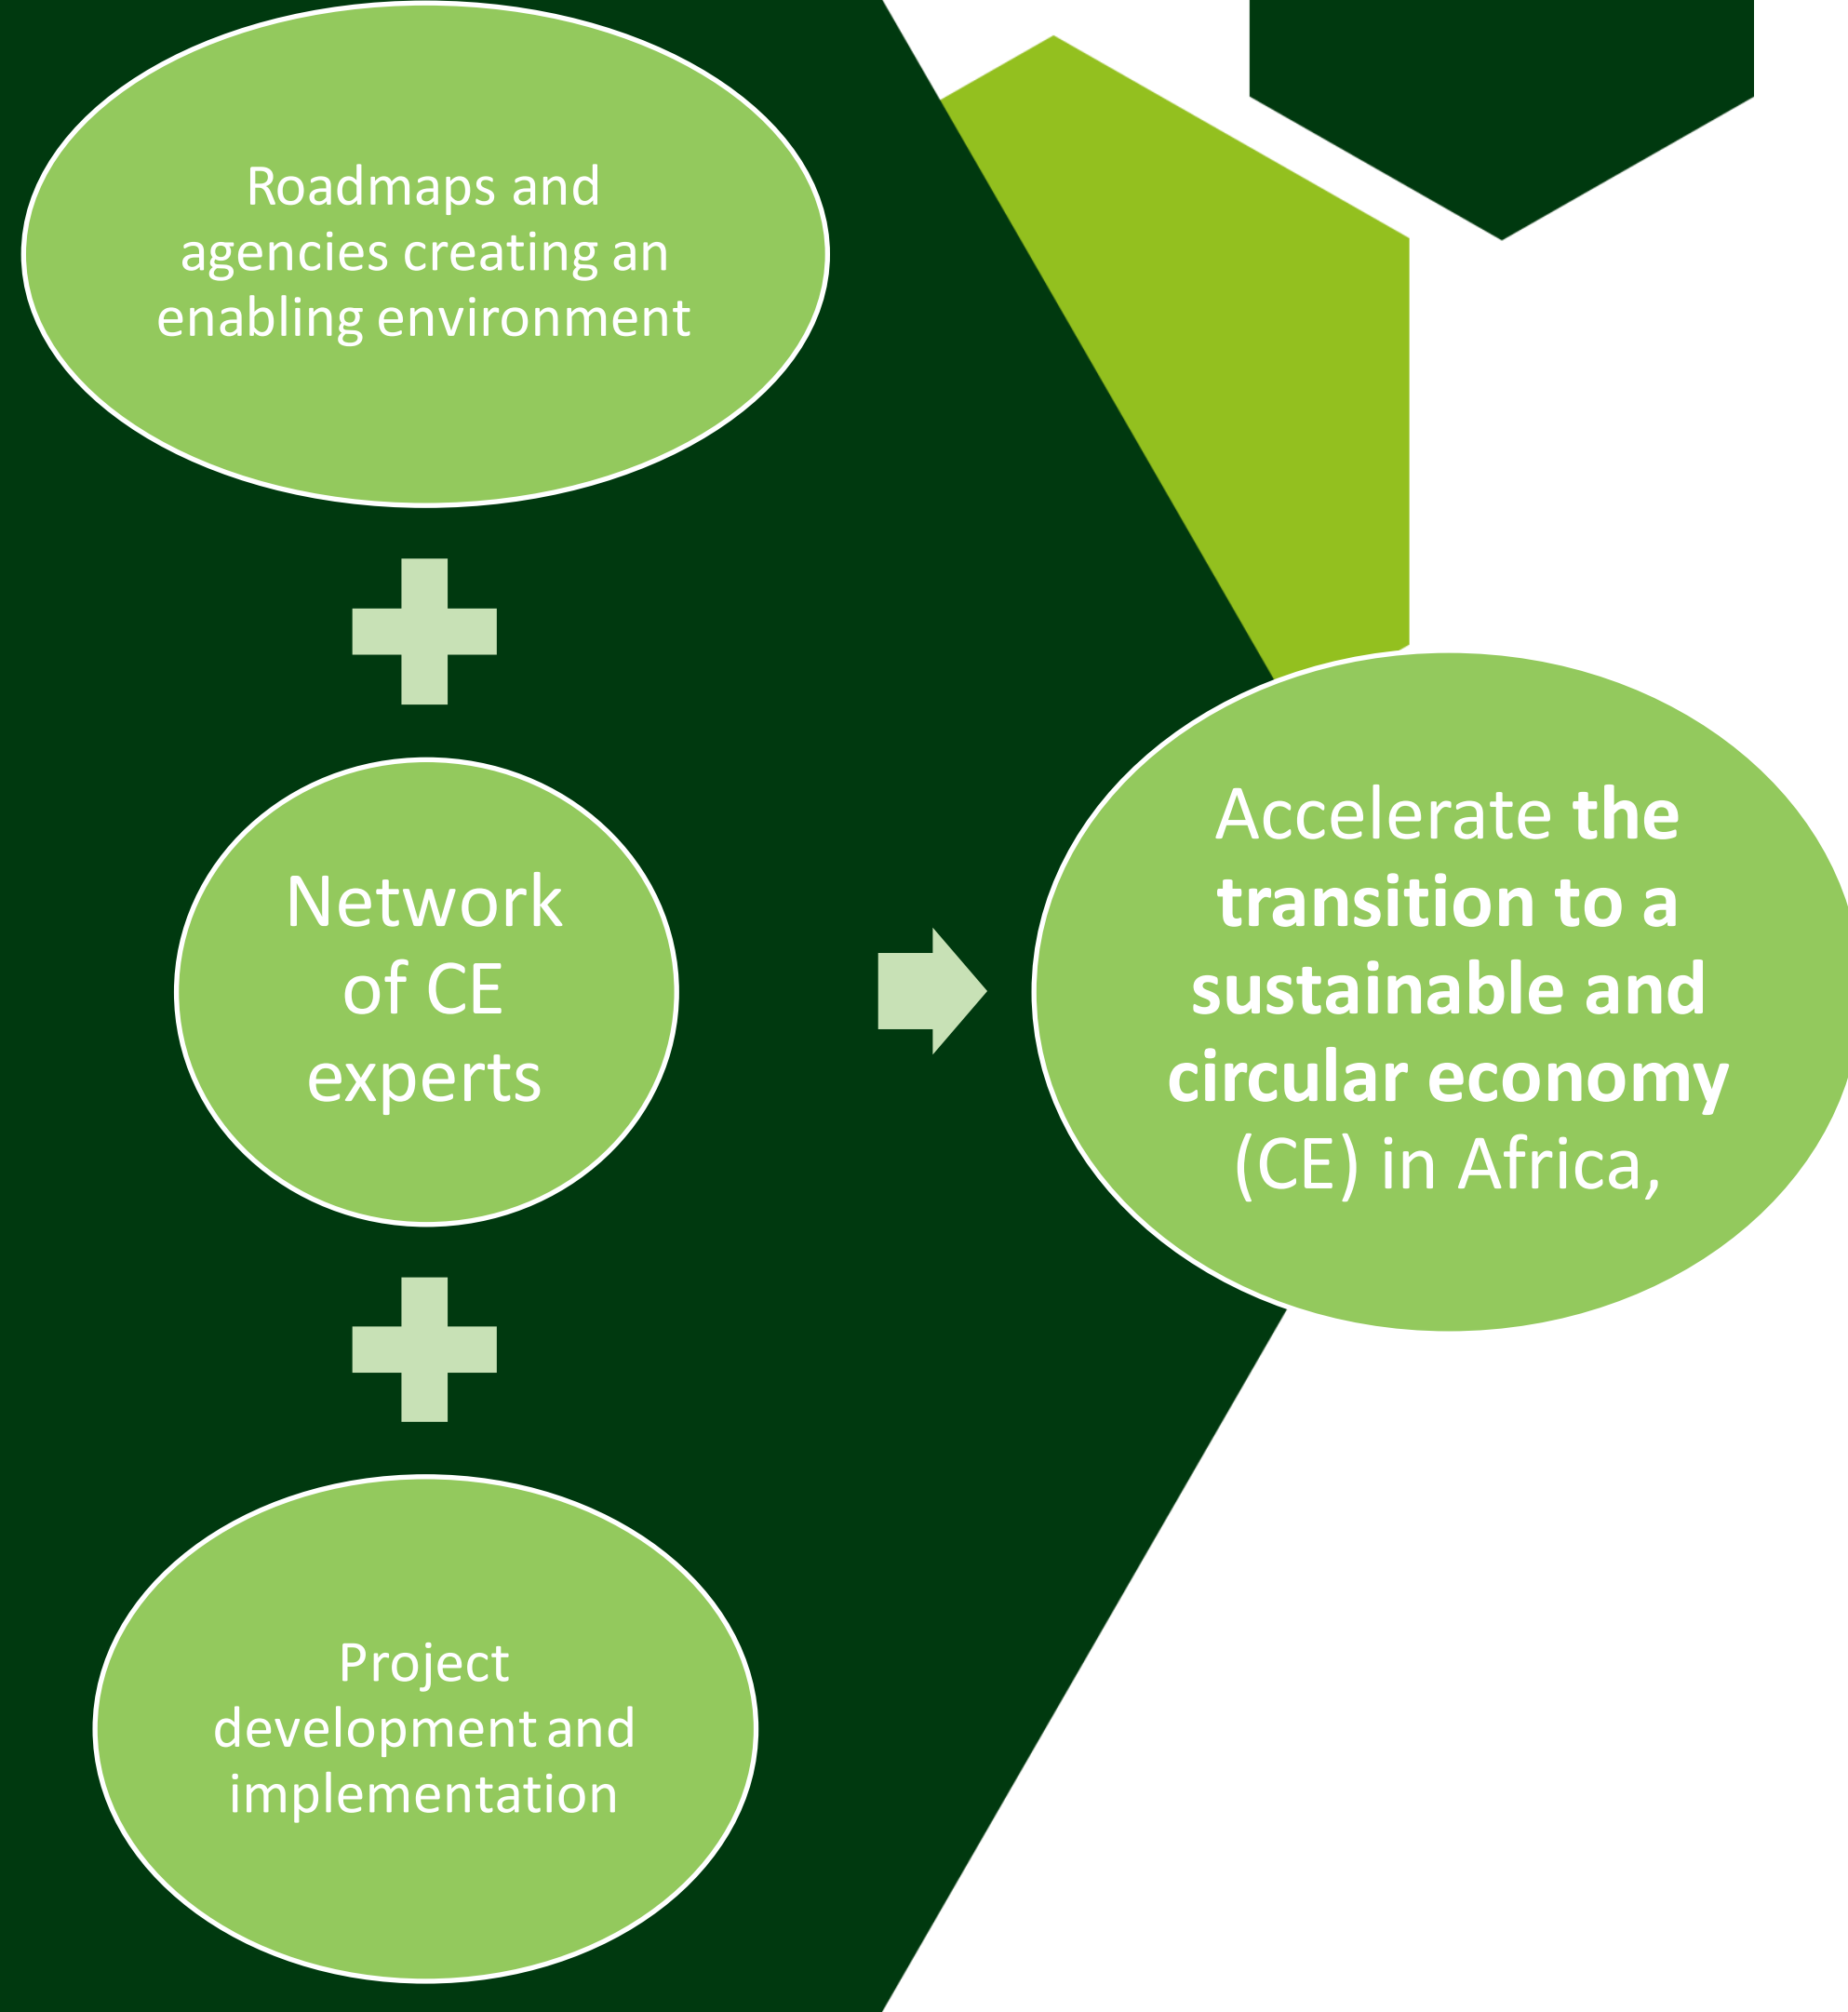 Roadmaps and
agencies creating an
enabling environment
Network
of CE
experts
Project
development and
implementation
Accelerate the
transition to a
sustainable and
circular economy
(CE) in Africa,